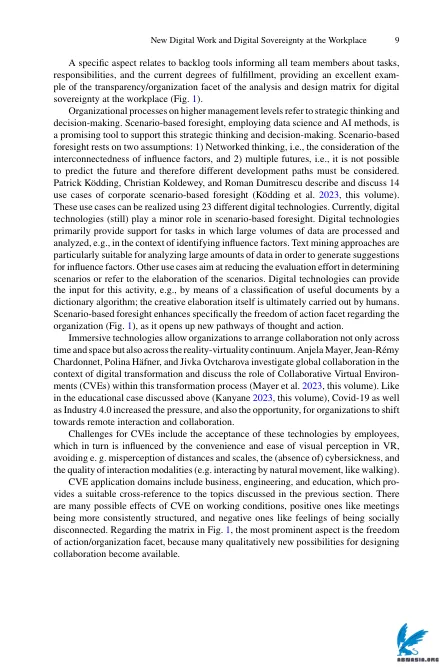 New Digital Work and Digital Sovereignty at the Workplace 9
A specific aspect relates to backlog tools informing all team members about tasks,
responsibilities, and the current degrees of fulfillment, providing an excellent exam-
ple of the transparency/organization facet of the analysis and design matrix for digital
sovereignty at the workplace (Fig. 1).
Organizational processes on higher management levels refer to strategic thinking and
decision-making. Scenario-based foresight, employing data science and AI methods, is
a promising tool to support this strategic thinking and decision-making. Scenario-based
foresight rests on two assumptions: 1) Networked thinking, i.e., the consideration of the
interconnectedness of influence factors, and 2) multiple futures, i.e., it is not possible
to predict the future and therefore different development paths must be considered.
Patrick Ködding, Christian Koldewey, and Roman Dumitrescu describe and discuss 14
use cases of corporate scenario-based foresight (Ködding et al. 2023, this volume).
These use cases can be realized using 23 different digital technologies. Currently, digital
technologies (still) play a minor role in scenario-based foresight. Digital technologies
primarily provide support for tasks in which large volumes of data are processed and
analyzed, e.g., in the context of identifying influence factors. Text mining approaches are
particularly suitable for analyzing large amounts of data in order to generate suggestions
for influence factors. Other use cases aim at reducing the evaluation effort in determining
scenarios or refer to the elaboration of the scenarios. Digital technologies can provide
the input for this activity, e.g., by means of a classification of useful documents by a
dictionary algorithm; the creative elaboration itself is ultimately carried out by humans.
Scenario-based foresight enhances specifically the freedom of action facet regarding the
organization (Fig. 1), as it opens up new pathways of thought and action.
Immersive technologies allow organizations to arrange collaboration not only across
time and space but also across the reality-virtuality continuum. Anjela Mayer, Jean-Rémy
Chardonnet, Polina Häfner, and Jivka Ovtcharova investigate global collaboration in the
context of digital transformation and discuss the role of Collaborative Virtual Environ-
ments (CVEs) within this transformation process (Mayer et al. 2023, this volume). Like
in the educational case discussed above (Kanyane 2023, this volume), Covid-19 as well
as Industry 4.0 increased the pressure, and also the opportunity, for organizations to shift
towards remote interaction and collaboration.
Challenges for CVEs include the acceptance of these technologies by employees,
which in turn is influenced by the convenience and ease of visual perception in VR,
avoiding e. g. misperception of distances and scales, the (absence of) cybersickness, and
the quality of interaction modalities (e.g. interacting by natural movement, like walking).
CVE application domains include business, engineering, and education, which pro-
vides a suitable cross-reference to the topics discussed in the previous section. There
are many possible effects of CVE on working conditions, positive ones like meetings
being more consistently structured, and negative ones like feelings of being socially
disconnected. Regarding the matrix in Fig. 1, the most prominent aspect is the freedom
of action/organization facet, because many qualitatively new possibilities for designing
collaboration become available.